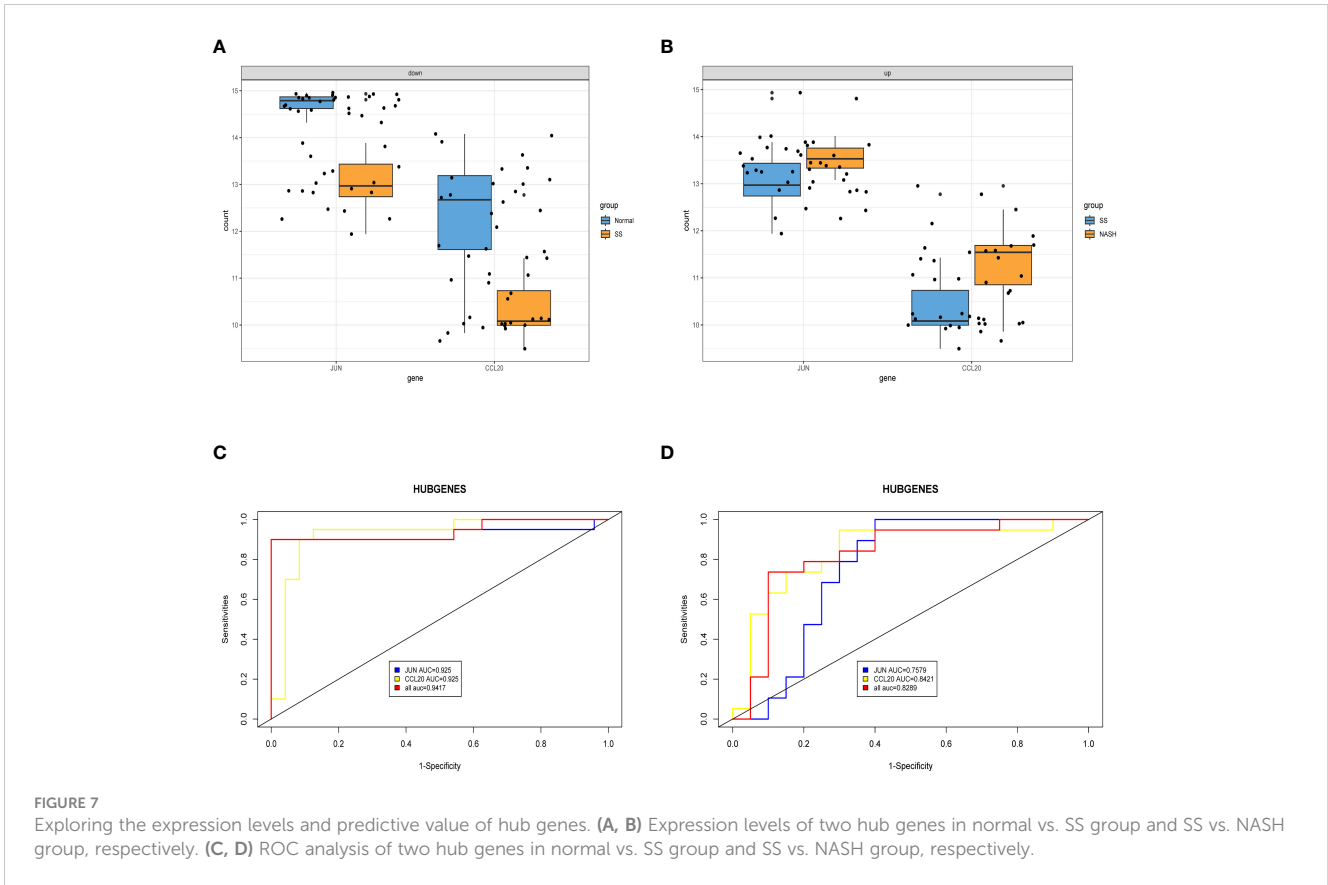 A
down
15
14
13
12
11
10
count
JUN
CCL20
gene
group
Normal
SS
B
up
15
14
13
12
11
10
count
JUN
CCL20
gene
group
SS
NASH
C
HUBGENES
1.0
0.8
0.6
0.4
0.2
0.0
Sensitivities
JUN AUC=0.925
CCL20 AUC=0.925
all auc=0.9417
0.0 0.2 0.4 0.6 0.8 1.0
1-Specificity
D
HUBGENES
1.0
0.8
0.6
0.4
0.2
0.0
Sensitivities
JUN AUC=0.7579
CCL20 AUC=0.8421
all auc=0.8289
0.0 0.2 0.4 0.6 0.8 1.0
1-Specificity
FIGURE 7
Exploring the expression levels and predictive value of hub genes. (A, B) Expression levels of two hub genes in normal vs. SS group and SS vs. NASH
group, respectively. (C, D) ROC analysis of two hub genes in normal vs. SS group and SS vs. NASH group, respectively.